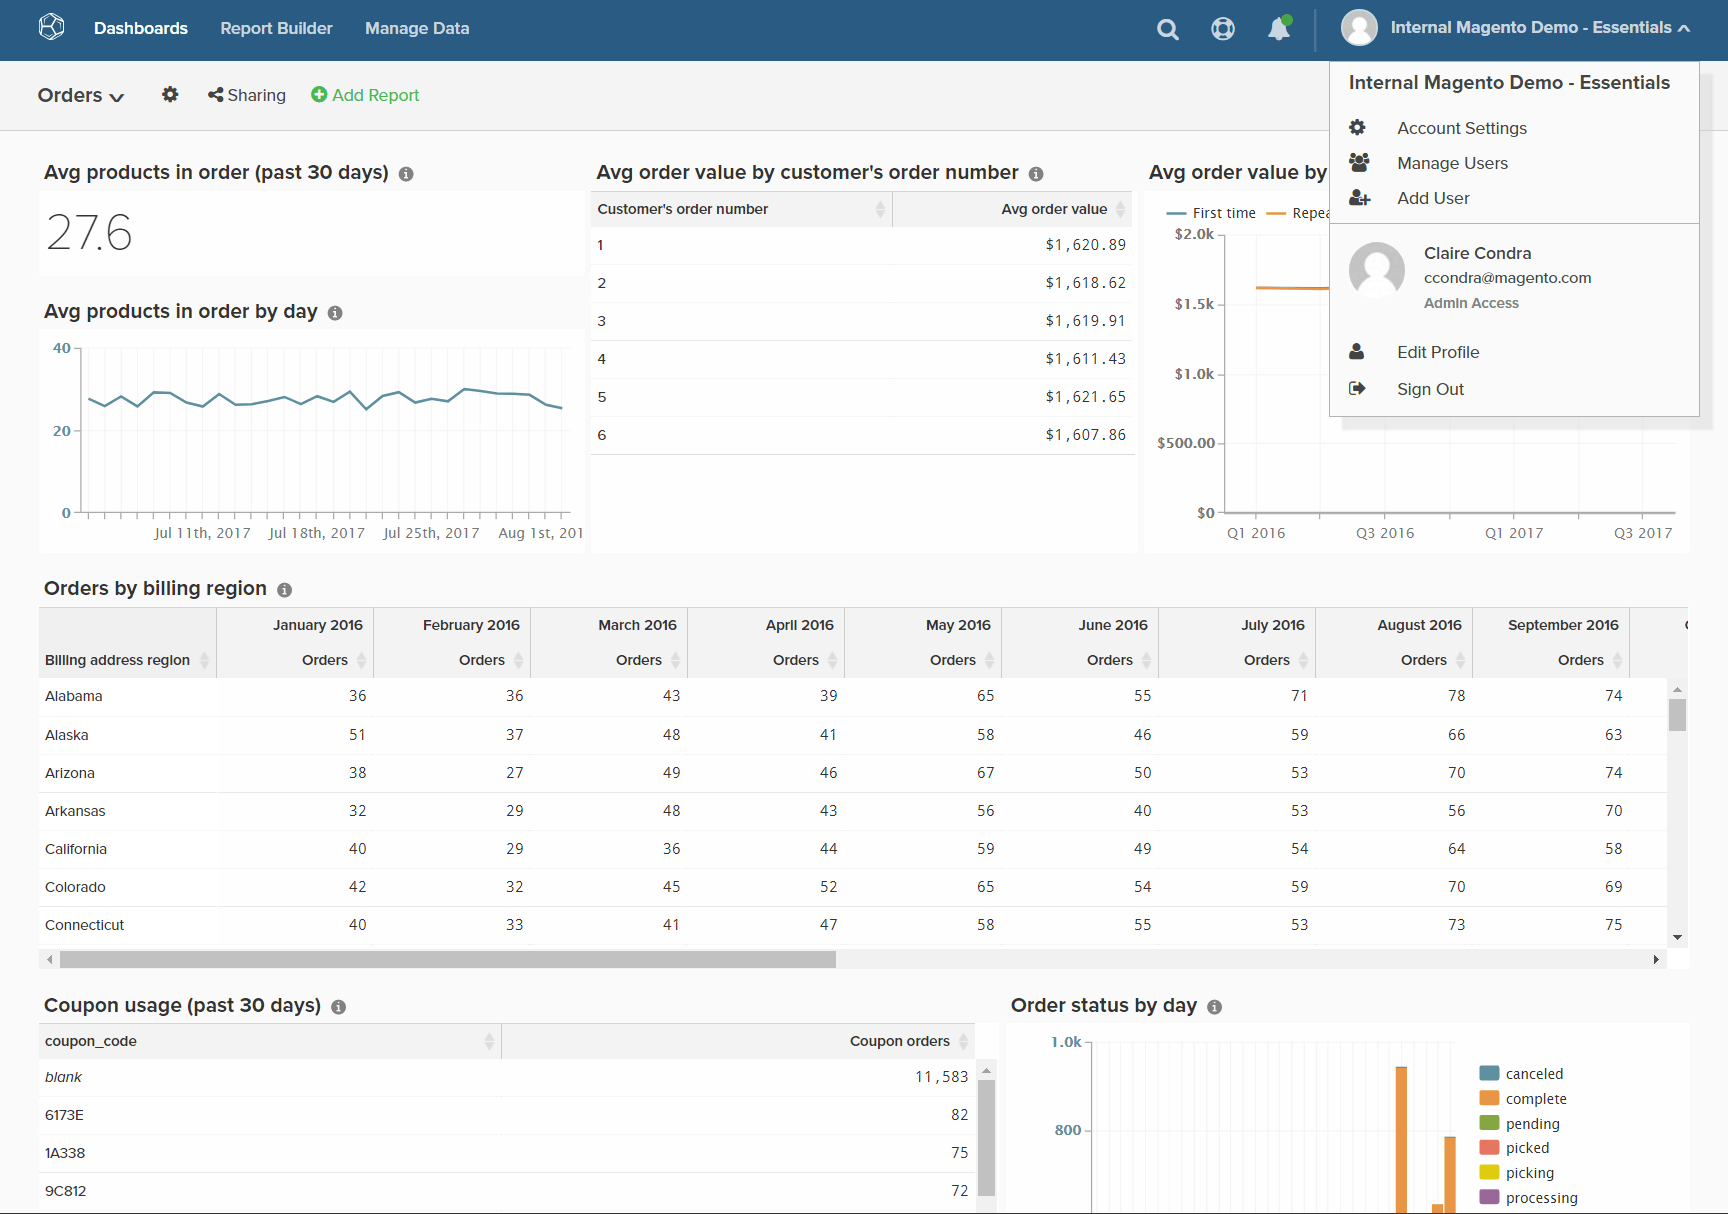 Dashboards Report Builder Manage Data Internal Magento Demo - Essentials
Orders Sharing Add Report
Internal Magento Demo - Essentials
Account Settings
Manage Users
Add User
Claire Condra
ccondra@magento.com
Admin Access
Edit Profile
Sign Out
Avg products in order (past 30 days)
27.6
Avg products in order by day
40
20
0
Jul 11th, 2017 Jul 18th, 2017 Jul 25th, 2017 Aug 1st, 201
Avg order value by customer's order number
Customer's order number Avg order value
1 $1,620.89
2 $1,618.62
3 $1,619.91
4 $1,611.43
5 $1,621.65
6 $1,607.86
Avg order value by
First time Repea
$2.0k
$1.5k
$1.0k
$500.00
$0
Q1 2016 Q3 2016 Q1 2017 Q3 2017
Orders by billing region
January 2016 February 2016 March 2016 April 2016 May 2016 June 2016 July 2016 August 2016 September 2016
Billing address region Orders Orders Orders Orders Orders Orders Orders Orders Orders
Alabama 36 36 43 39 65 55 71 78 74
Alaska 51 37 48 41 58 46 59 66 63
Arizona 38 27 49 46 67 50 53 70 74
Arkansas 32 29 48 43 56 40 53 56 70
California 40 29 36 44 59 49 54 64 58
Colorado 42 32 45 52 65 54 59 70 69
Connecticut 40 33 41 47 58 55 53 73 75
Coupon usage (past 30 days)
coupon_code Coupon orders
blank 11,583
6173E 82
1A338 75
9C812 72
Order status by day
1.0k
800
canceled
complete
pending
picked
picking
processing